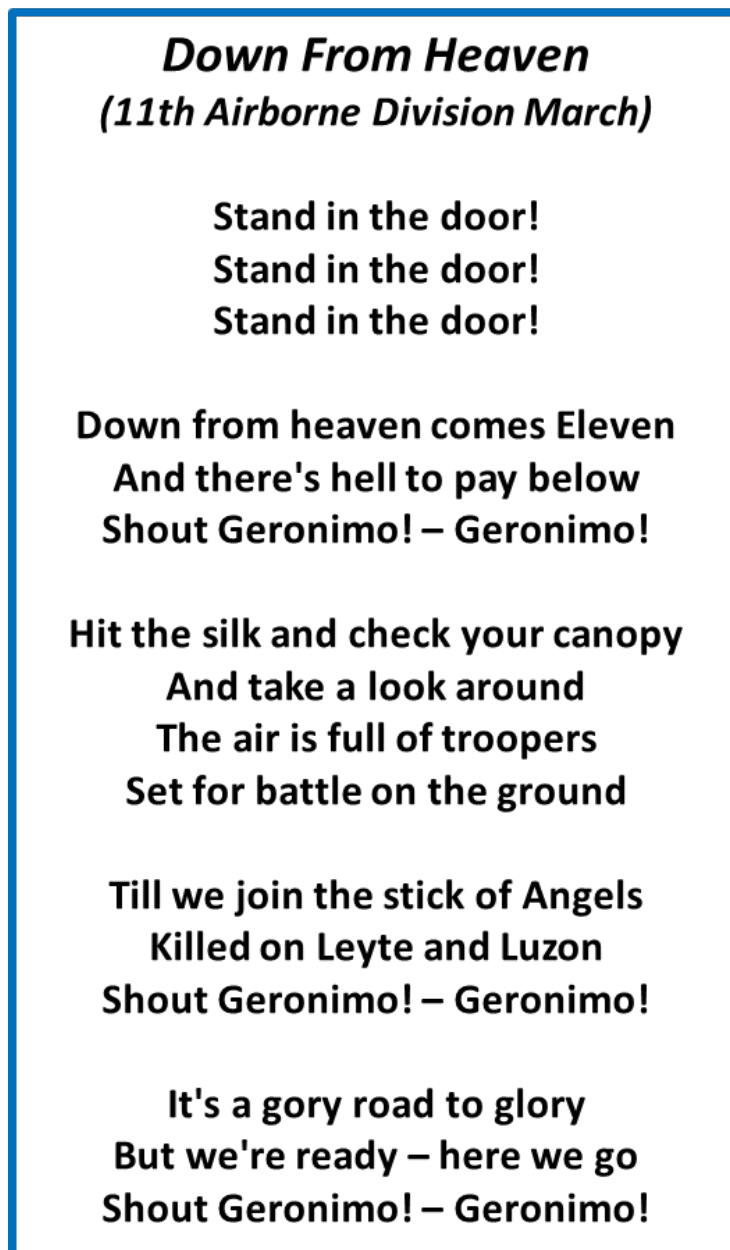 Down From Heaven
(11th Airborne Division March)
Stand in the door!
Stand in the door!
Stand in the door!
Down from heaven comes Eleven
And there's hell to pay below
Shout Geronimo! – Geronimo!
Hit the silk and check your canopy
And take a look around
The air is full of troopers
Set for battle on the ground
Till we join the stick of Angels
Killed on Leyte and Luzon
Shout Geronimo! – Geronimo!
It's a gory road to glory
But we're ready – here we go
Shout Geronimo! – Geronimo!